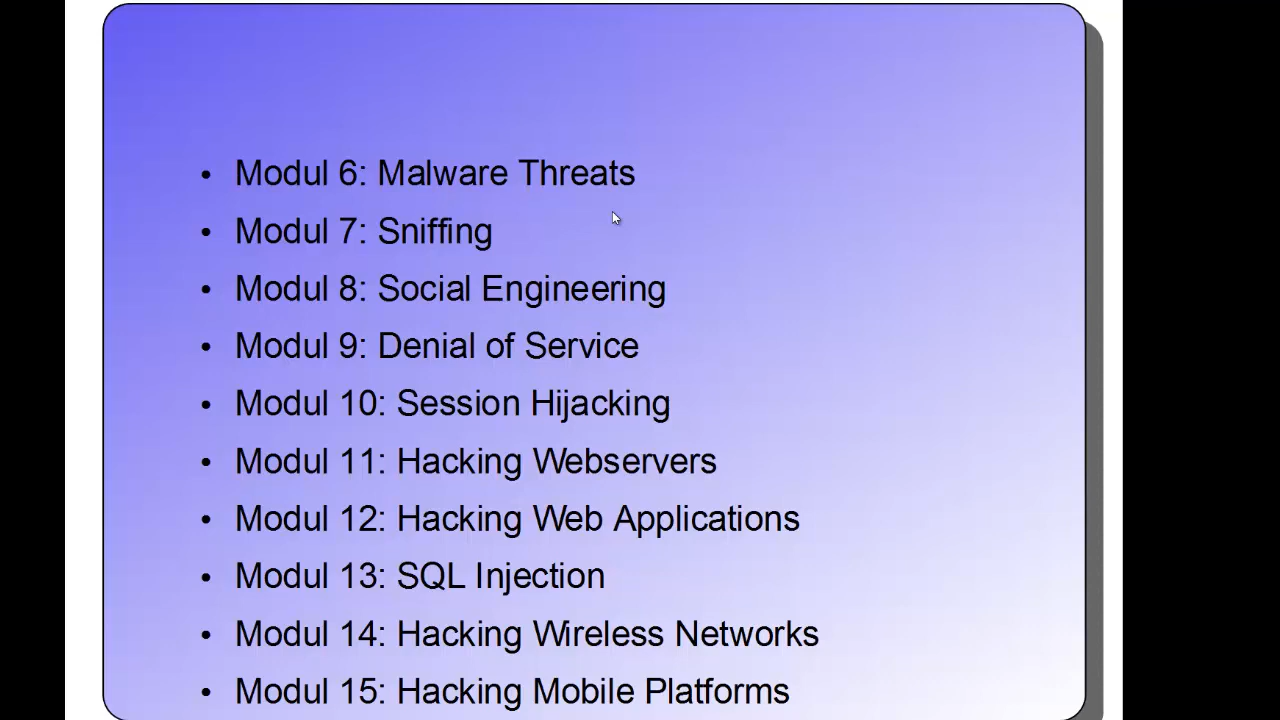 • Modul 6: Malware Threats
• Modul 7: Sniffing
• Modul 8: Social Engineering
• Modul 9: Denial of Service
• Modul 10: Session Hijacking
• Modul 11: Hacking Webservers
• Modul 12: Hacking Web Applications
• Modul 13: SQL Injection
• Modul 14: Hacking Wireless Networks
• Modul 15: Hacking Mobile Platforms